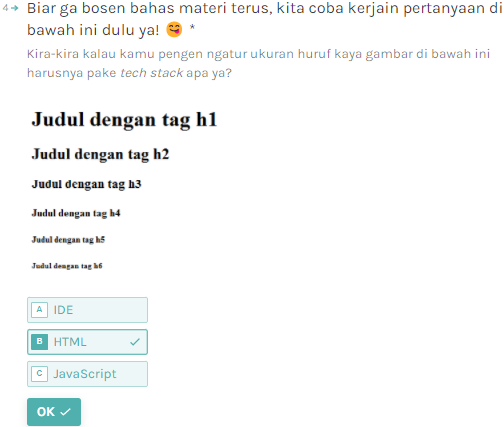 4→ Biar ga bosen bahas materi terus, kita coba kerjain pertanyaan di
bawah ini dulu ya! 😋 *
Kira-kira kalau kamu pengen ngatur ukuran huruf kaya gambar di bawah ini
harusnya pake tech stack apa ya?
Judul dengan tag h1
Judul dengan tag h2
Judul dengan tag h3
Judul dengan tag h4
Judul dengan tag h5
Judul dengan tag h6
A IDE
B HTML ✓
C JavaScript
OK ✓